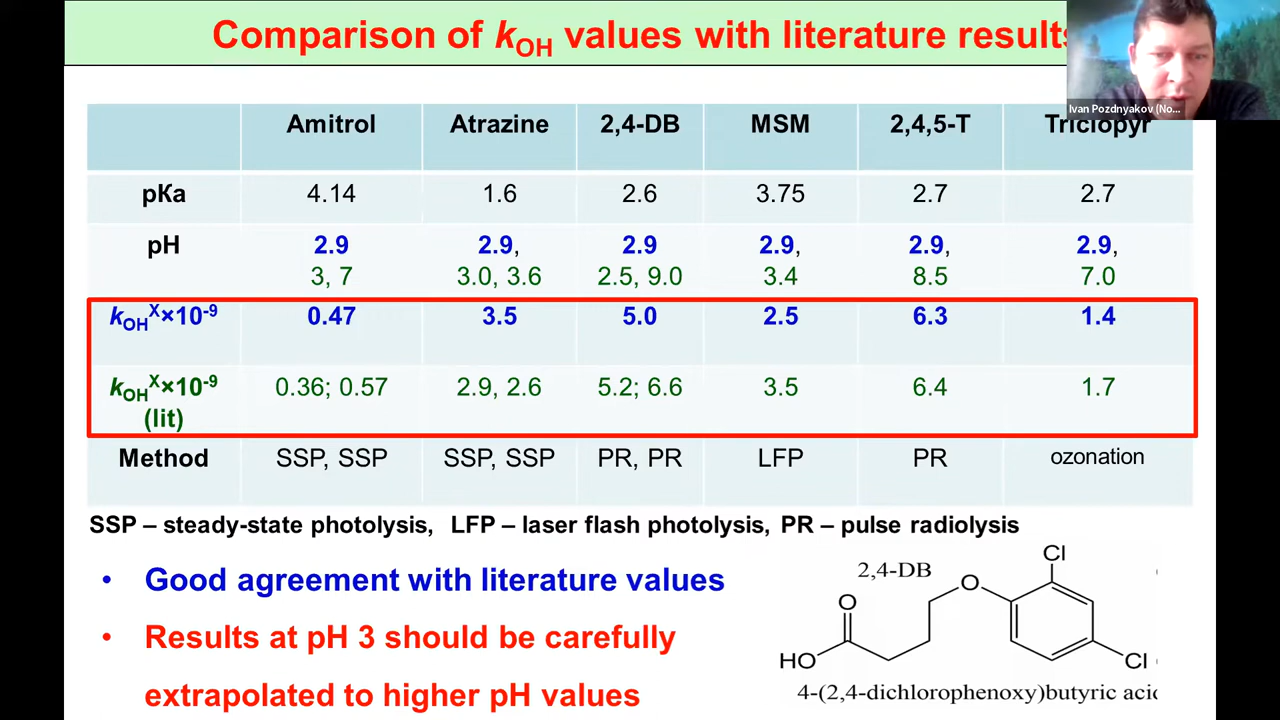 Comparison of kOH values with literature results
Ivan Pozdnyakov (No...
Amitrol Atrazine 2,4-DB MSM 2,4,5-T Triclopyr
pKa 4.14 1.6 2.6 3.75 2.7 2.7
pH 2.9 2.9, 2.9 2.9, 2.9, 2.9,
3, 7 3.0, 3.6 2.5, 9.0 3.4 8.5 7.0
kOHX×10-9 0.47 3.5 5.0 2.5 6.3 1.4
kOHX×10-9 0.36; 0.57 2.9, 2.6 5.2; 6.6 3.5 6.4 1.7
(lit)
Method SSP, SSP SSP, SSP PR, PR LFP PR ozonation
SSP – steady-state photolysis, LFP – laser flash photolysis, PR – pulse radiolysis
• Good agreement with literature values
• Results at pH 3 should be carefully
extrapolated to higher pH values
Cl
2,4-DB
O
O
HO
Cl
4-(2,4-dichlorophenoxy)butyric acid